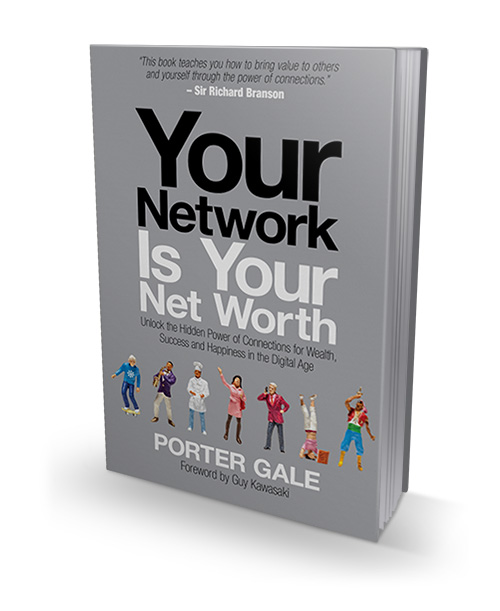 "This book teaches you how to bring value to others
and yourself through the power of connections."
– Sir Richard Branson
Your
Network
Is Your
Net Worth
Unlock the Hidden Power of Connections for Wealth,
Success and Happiness in the Digital Age
PORTER GALE
Foreword by Guy Kawasaki